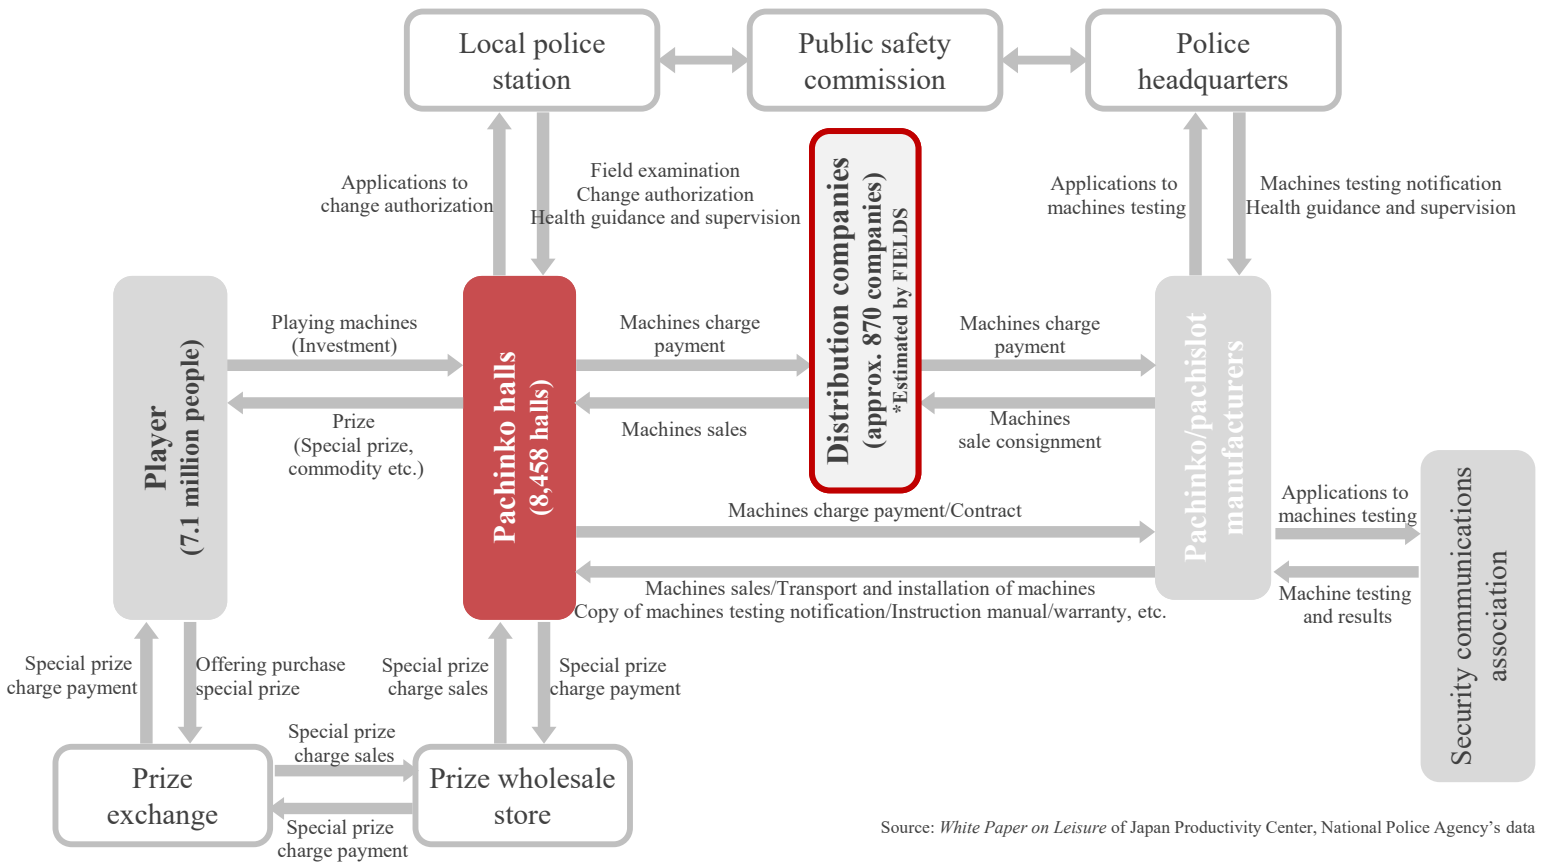 Local police
station
Public safety
commission
Police
headquarters
Applications to
change authorization
Field examination
Change authorization
Health guidance and supervision
Distribution companies
(approx. 870 companies)
*Estimated by FIELDS
Applications to
machines testing
Machines testing notification
Health guidance and supervision
Player
(7.1 million people)
Playing machines
(Investment)
Prize
(Special prize,
commodity etc.)
Pachinko halls
(8,458 halls)
Machines charge
payment
Machines sales
Machines charge
payment
Machines
sale consignment
Pachinko/pachislot
manufacturers
Machines charge payment/Contract
Machines sales/Transport and installation of machines
Copy of machines testing notification/Instruction manual/warranty, etc.
Applications to
machines testing
Machine testing
and results
Security communications
association
Special prize
charge payment
Offering purchase
special prize
Special prize
charge sales
Special prize
charge payment
Prize
exchange
Special prize
charge sales
Special prize
charge payment
Prize wholesale
store
Source: White Paper on Leisure of Japan Productivity Center, National Police Agency’s data